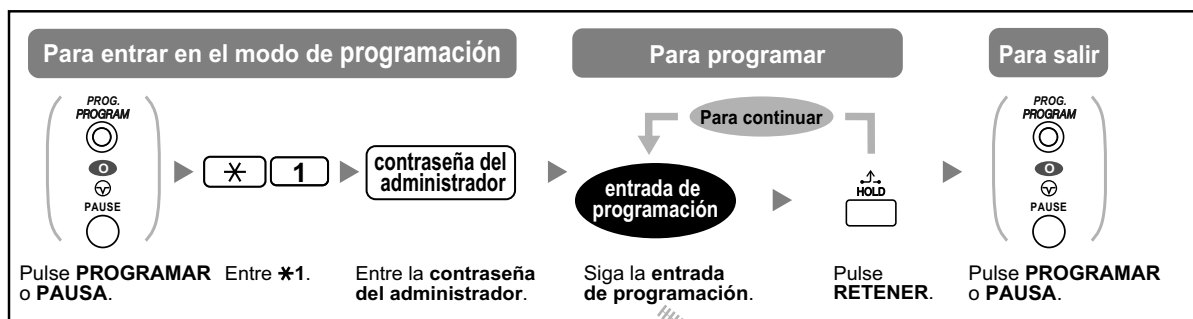 Para entrar en el modo de programación
Para programar
Para salir
PROG.
PROGRAM
O
PAUSE
✱
1
contraseña del
administrador
Para continuar
entrada de
programación
HOLD
PROG.
PROGRAM
O
PAUSE
Pulse PROGRAMAR
o PAUSA.
Entre ✱1.
Entre la contraseña
del administrador.
Siga la entrada
de programación.
Pulse
RETENER.
Pulse PROGRAMAR
o PAUSA.